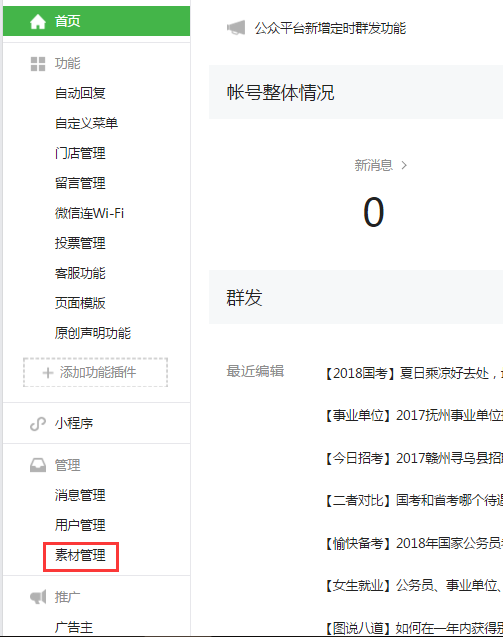 首页
功能
自动回复
自定义菜单
门店管理
留言管理
微信连Wi-Fi
投票管理
客服功能
页面模版
原创声明功能
+ 添加功能插件
小程序
管理
消息管理
用户管理
素材管理
推广
广告主
公众平台新增定时群发功能
帐号整体情况
新消息 >
0
群发
最近编辑
【2018国考】夏日乘凉好去处，
【事业单位】2017抚州事业单位
【今日招考】2017赣州寻乌县招
【二者对比】国考和省考哪个待遇
【愉快备考】2018年国家公务员
【女生就业】公务员、事业单位、
【图说八道】如何在一年内获得别